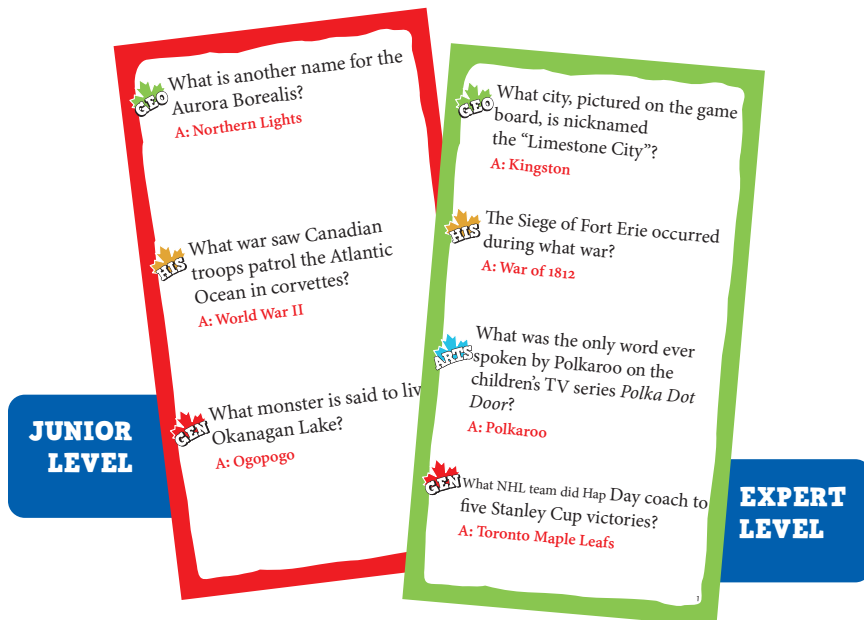 GEO
What is another name for the
Aurora Borealis?
A: Northern Lights
HIS
What war saw Canadian
troops patrol the Atlantic
Ocean in corvettes?
A: World War II
GEN
What monster is said to liv
Okanagan Lake?
A: Ogopogo
JUNIOR
LEVEL
GEO
What city, pictured on the game
board, is nicknamed
the “Limestone City”?
A: Kingston
HIS
The Siege of Fort Erie occurred
during what war?
A: War of 1812
ARTS
What was the only word ever
spoken by Polkaroo on the
children's TV series Polka Dot
Door?
A: Polkaroo
GEN
What NHL team did Hap Day coach to
five Stanley Cup victories?
A: Toronto Maple Leafs
1
EXPERT
LEVEL